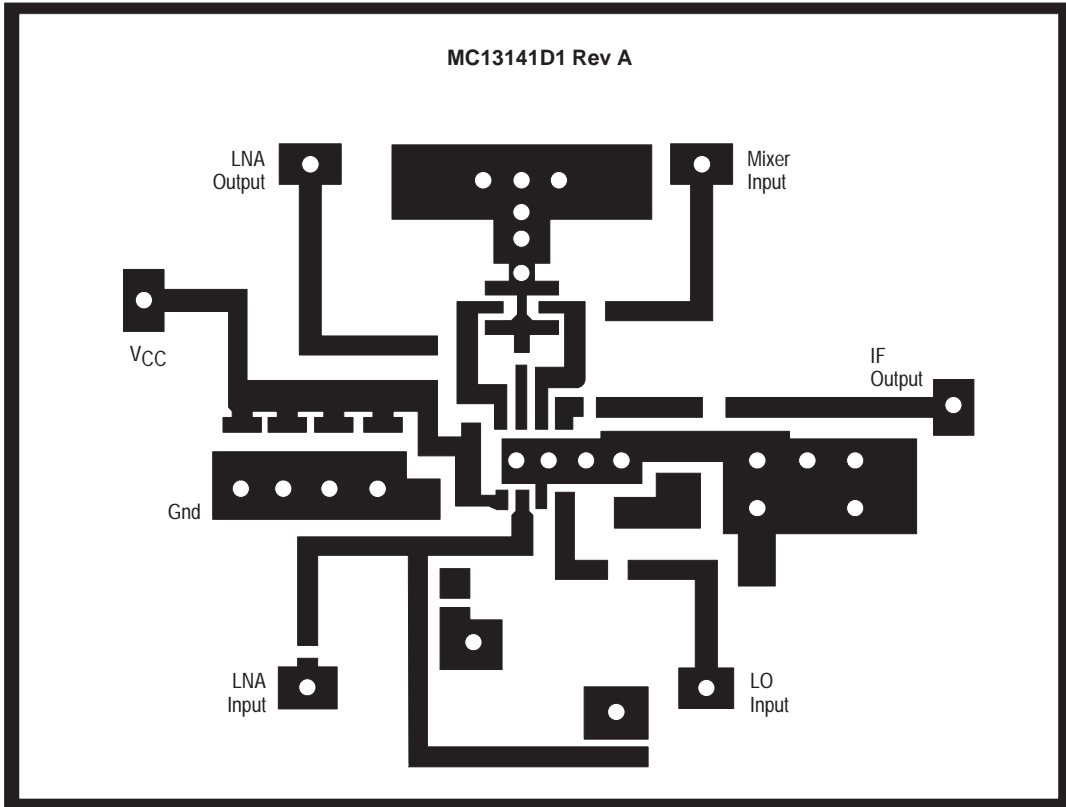 MC13141D1 Rev A
LNA
Output
Mixer
Input
VCC
IF
Output
Gnd
LNA
Input
LO
Input